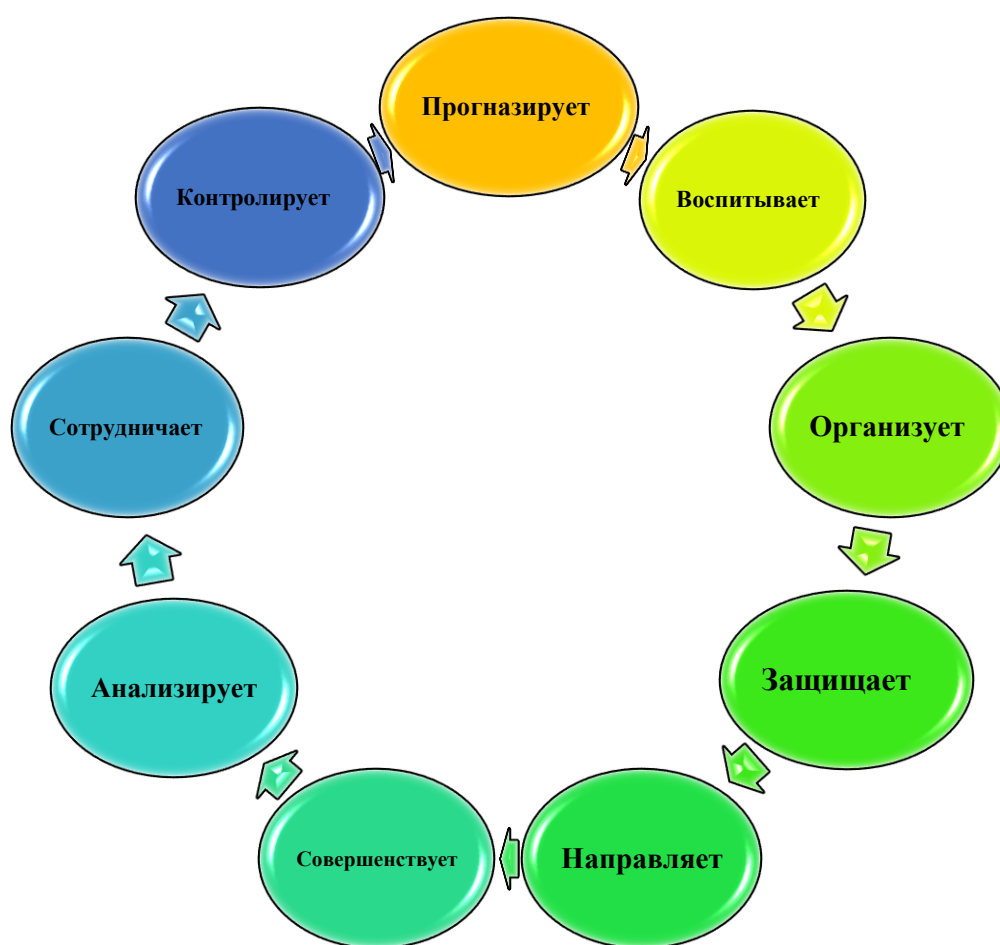 Прогназирует
Воспитывает
Организует
Защищает
Направляет
Совершенствует
Анализирует
Сотрудничает
Контролирует